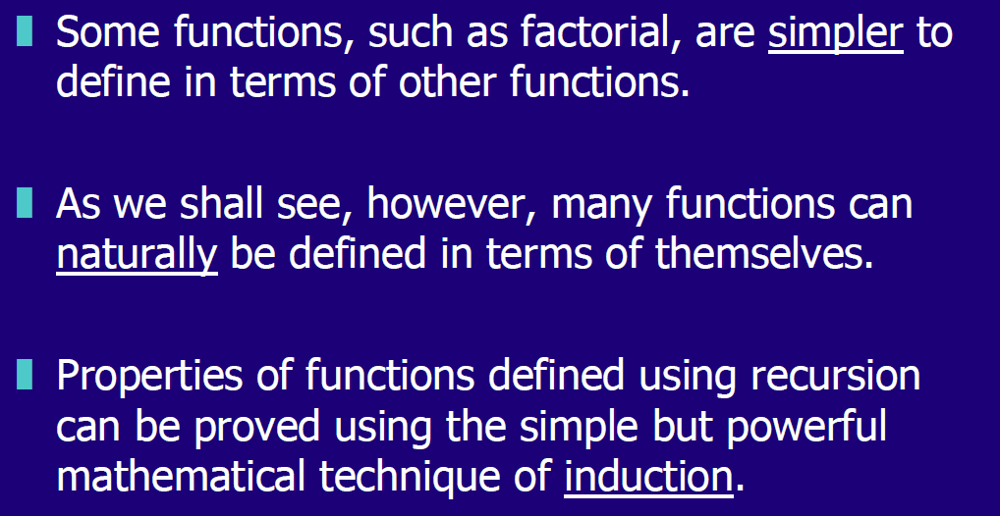 Some functions, such as factorial, are simpler to
define in terms of other functions.
As we shall see, however, many functions can
naturally be defined in terms of themselves.
Properties of functions defined using recursion
can be proved using the simple but powerful
mathematical technique of induction.